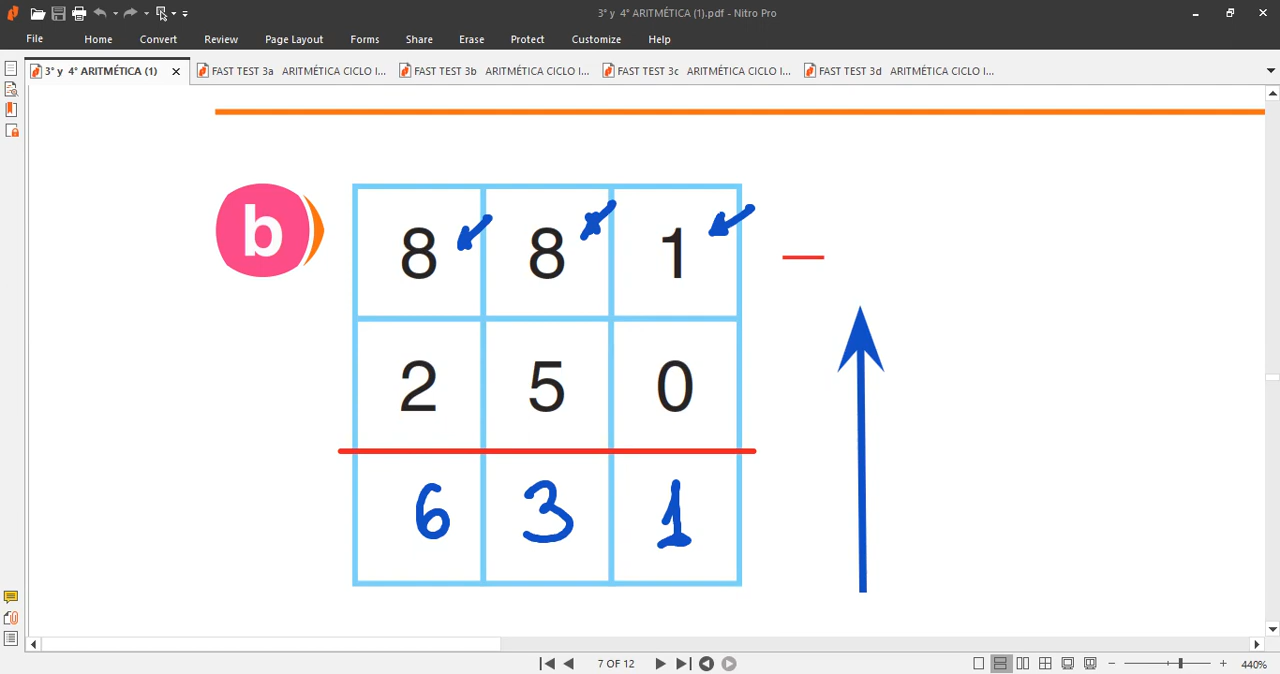 3° y 4° ARITMÉTICA (1).pdf - Nitro Pro
File Home Convert Review Page Layout Forms Share Erase Protect Customize Help
3° y 4° ARITMÉTICA (1) FAST TEST 3a ARITMÉTICA CICLO I... FAST TEST 3b ARITMÉTICA CICLO I... FAST TEST 3c ARITMÉTICA CICLO I... FAST TEST 3d ARITMÉTICA CICLO I...
b 8 8 1 −
2 5 0
6 3 1
7 OF 12 440%